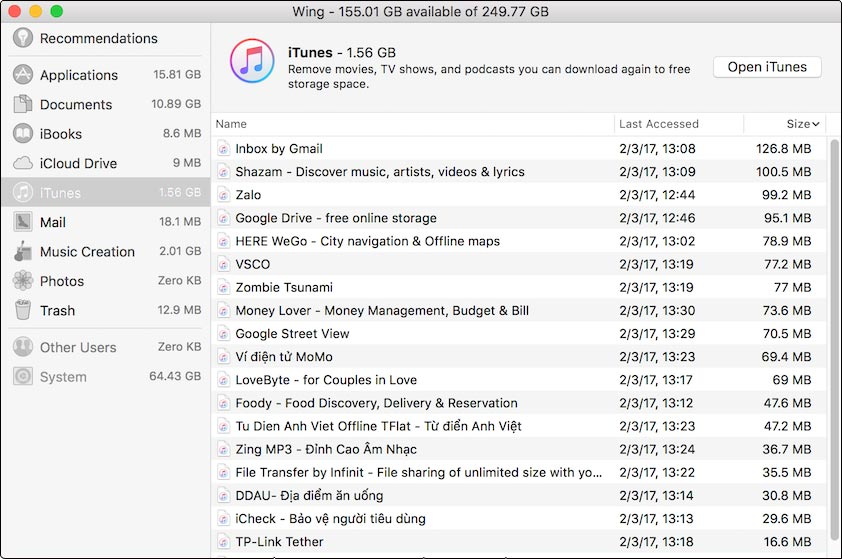 Wing - 155.01 GB available of 249.77 GB
Recommendations
Applications 15.81 GB
Documents 10.89 GB
iBooks 8.6 MB
iCloud Drive 9 MB
iTunes 1.56 GB
Mail 18.1 MB
Music Creation 2.01 GB
Photos Zero KB
Trash 12.9 MB
Other Users Zero KB
System 64.43 GB
iTunes - 1.56 GB
Remove movies, TV shows, and podcasts you can download again to free
storage space.
Open iTunes
Name Last Accessed Size
Inbox by Gmail 2/3/17, 13:08 126.8 MB
Shazam - Discover music, artists, videos & lyrics 2/3/17, 13:09 100.5 MB
Zalo 2/3/17, 12:44 99.2 MB
Google Drive - free online storage 2/3/17, 12:46 95.1 MB
HERE WeGo - City navigation & Offline maps 2/3/17, 13:02 78.9 MB
VSCO 2/3/17, 13:19 77.2 MB
Zombie Tsunami 2/3/17, 13:19 77 MB
Money Lover - Money Management, Budget & Bill 2/3/17, 13:30 73.6 MB
Google Street View 2/3/17, 13:29 70.5 MB
Ví điện tử MoMo 2/3/17, 13:23 69.4 MB
LoveByte - for Couples in Love 2/3/17, 13:17 69 MB
Foody - Food Discovery, Delivery & Reservation 2/3/17, 13:12 47.6 MB
Tu Dien Anh Viet Offline TFlat - Từ điển Anh Việt 2/3/17, 13:23 47.2 MB
Zing MP3 - Đỉnh Cao Âm Nhạc 2/3/17, 13:24 36.7 MB
File Transfer by Infinit - File sharing of unlimited size with yo... 2/3/17, 13:22 35.5 MB
DDAU- Địa điểm ăn uống 2/3/17, 13:14 30.8 MB
iCheck - Bảo vệ người tiêu dùng 2/3/17, 13:13 29.6 MB
TP-Link Tether 2/3/17, 13:18 16.6 MB